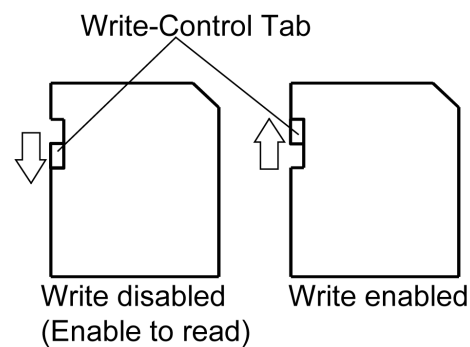 Write-Control Tab
Write disabled
(Enable to read)
Write enabled